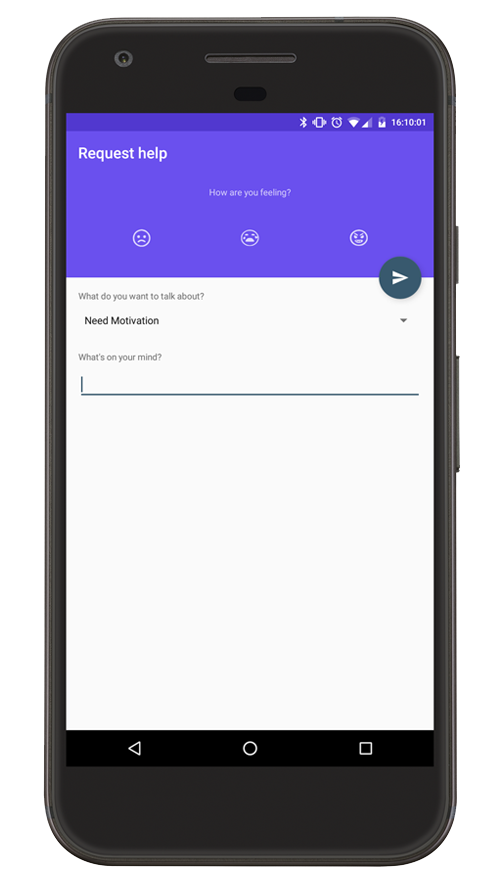 16:10:01
Request help
How are you feeling?
What do you want to talk about?
Need Motivation
What's on your mind?